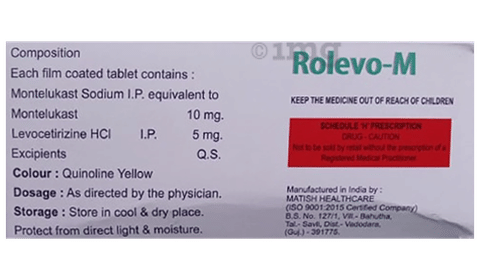 ©1mg
Composition
Each film coated tablet contains :
Montelukast Sodium I.P. equivalent to
Montelukast 10 mg.
Levocetirizine HCl I.P. 5 mg.
Excipients Q.S.
Colour : Quinoline Yellow
Dosage : As directed by the physician.
Storage : Store in cool & dry place.
Protect from direct light & moisture.
Rolevo-M
KEEP THE MEDICINE OUT OF REACH OF CHILDREN
SCHEDULE 'H' PRESCRIPTION
DRUG - CAUTION
Not to be sold by retail without the prescription of a
Registered Medical Practitioner
Manufactured in India by :
MATISH HEALTHCARE
(ISO 9001:2015 Certified Company)
B.S. No. 127/1, Vill.- Bahutha,
Tal.- Savli, Dist.- Vadodara,
(Guj.) - 391775.